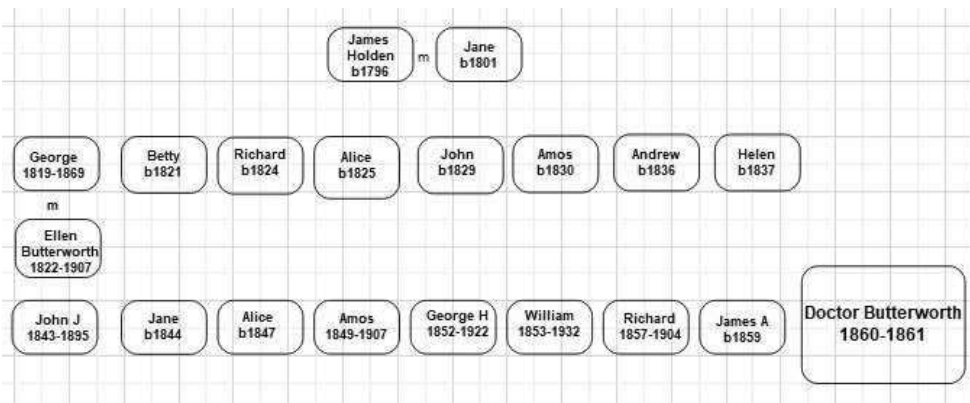 James
Holden
b1796
m
Jane
b1801
George
1819-1869
Betty
b1821
Richard
b1824
Alice
b1825
John
b1829
Amos
b1830
Andrew
b1836
Helen
b1837
m
Ellen
Butterworth
1822-1907
John J
1843-1895
Jane
b1844
Alice
b1847
Amos
1849-1907
George H
1852-1922
William
1853-1932
Richard
1857-1904
James A
b1859
Doctor Butterworth
1860-1861